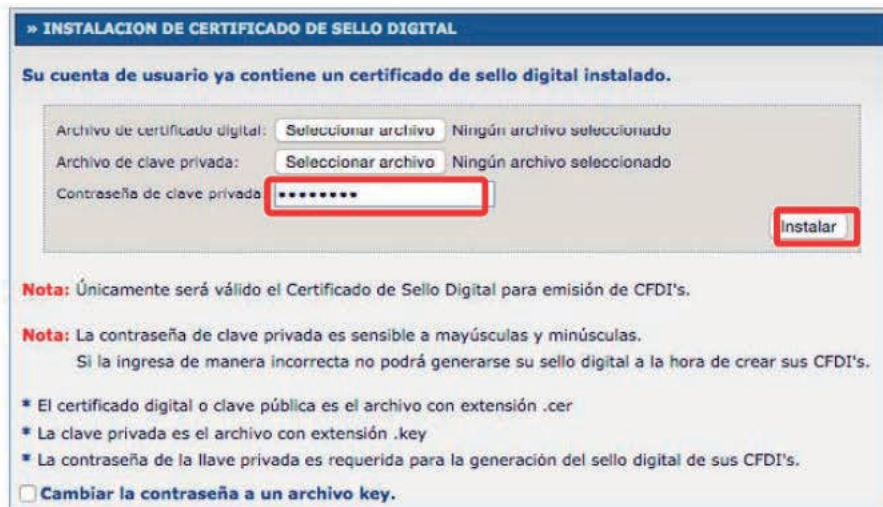 » INSTALACION DE CERTIFICADO DE SELLO DIGITAL
Su cuenta de usuario ya contiene un certificado de sello digital instalado.
Archivo de certificado digital: Seleccionar archivo Ningún archivo seleccionado
Archivo de clave privada: Seleccionar archivo Ningún archivo seleccionado
Contraseña de clave privada ••••••••
Instalar
Nota: Únicamente será válido el Certificado de Sello Digital para emisión de CFDI's.
Nota: La contraseña de clave privada es sensible a mayúsculas y minúsculas.
Si la ingresa de manera incorrecta no podrá generarse su sello digital a la hora de crear sus CFDI's.
* El certificado digital o clave pública es el archivo con extensión .cer
* La clave privada es el archivo con extensión .key
* La contraseña de la llave privada es requerida para la generación del sello digital de sus CFDI's.
Cambiar la contraseña a un archivo key.